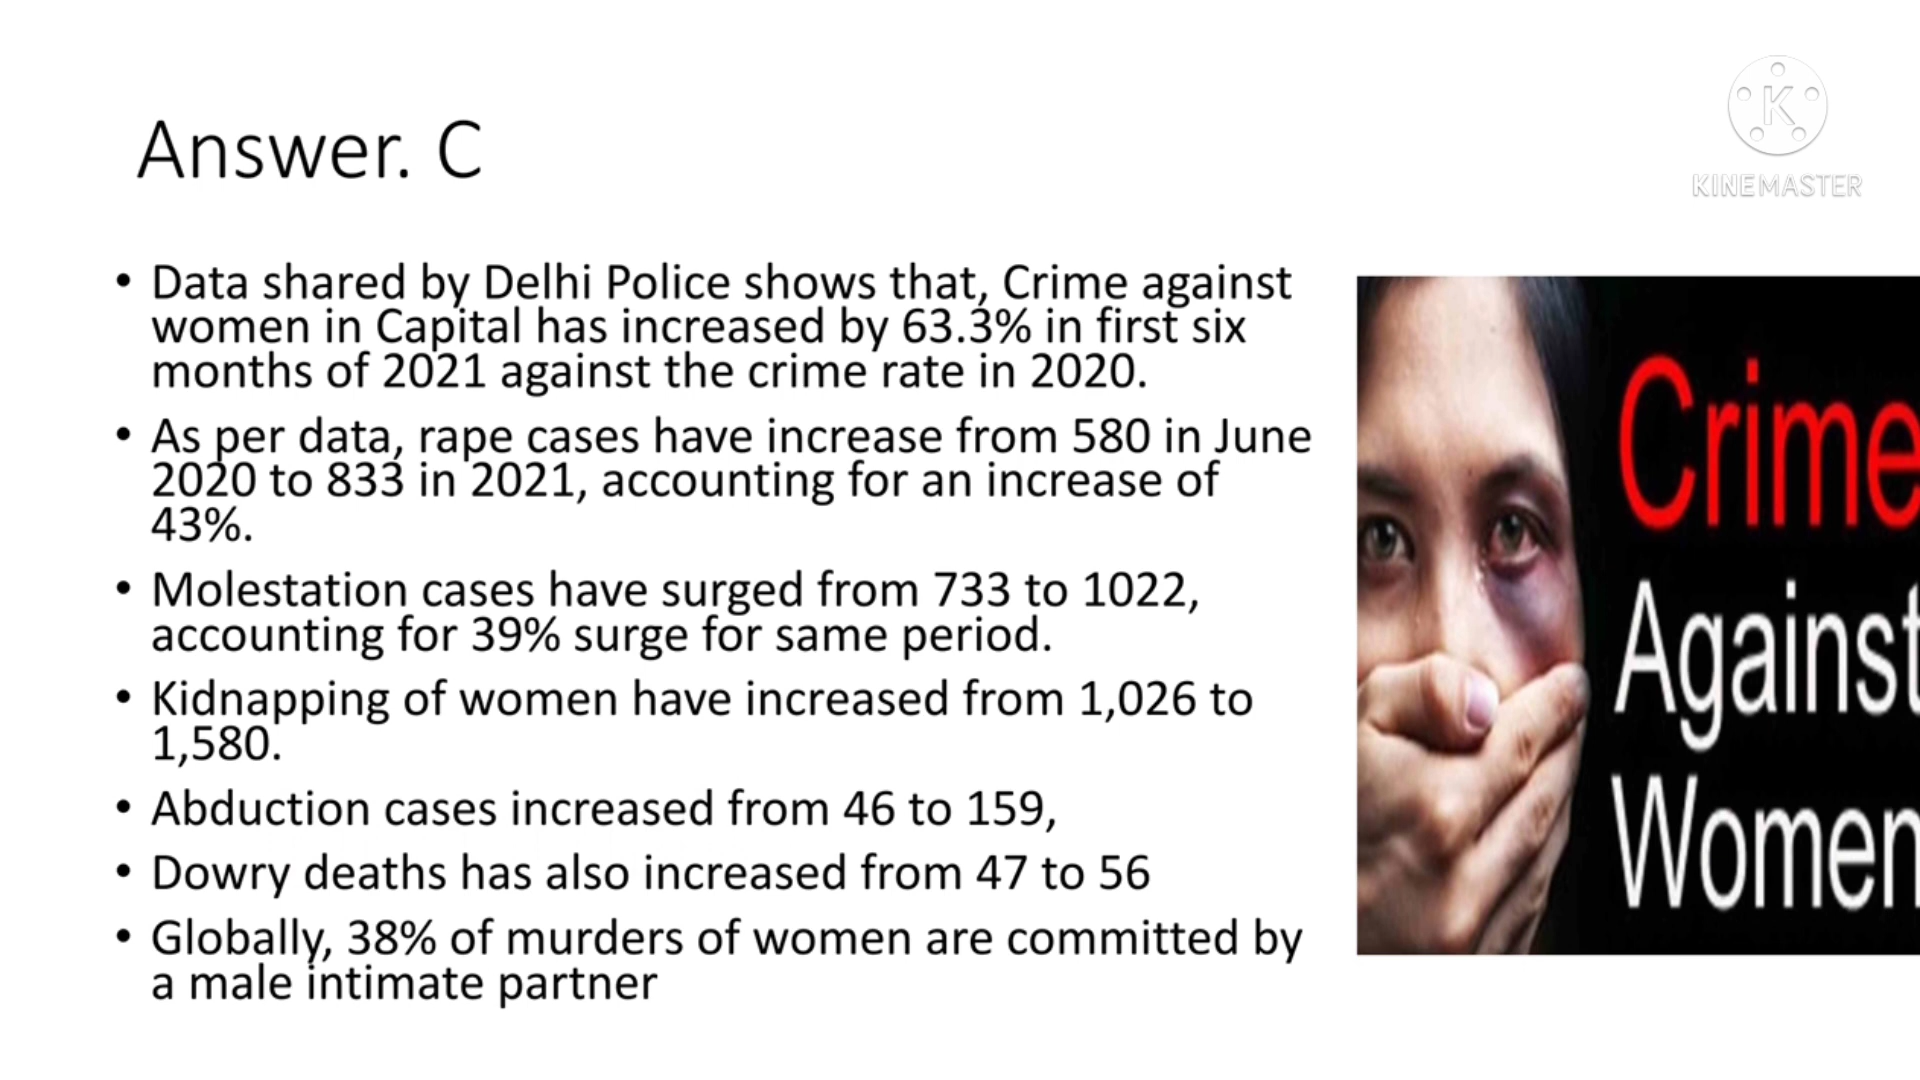 Answer. C
K
KINEMASTER
• Data shared by Delhi Police shows that, Crime against
women in Capital has increased by 63.3% in first six
months of 2021 against the crime rate in 2020.
• As per data, rape cases have increase from 580 in June
2020 to 833 in 2021, accounting for an increase of
43%.
• Molestation cases have surged from 733 to 1022,
accounting for 39% surge for same period.
• Kidnapping of women have increased from 1,026 to
1,580.
• Abduction cases increased from 46 to 159,
• Dowry deaths has also increased from 47 to 56
• Globally, 38% of murders of women are committed by
a male intimate partner
Crime
Against
Women